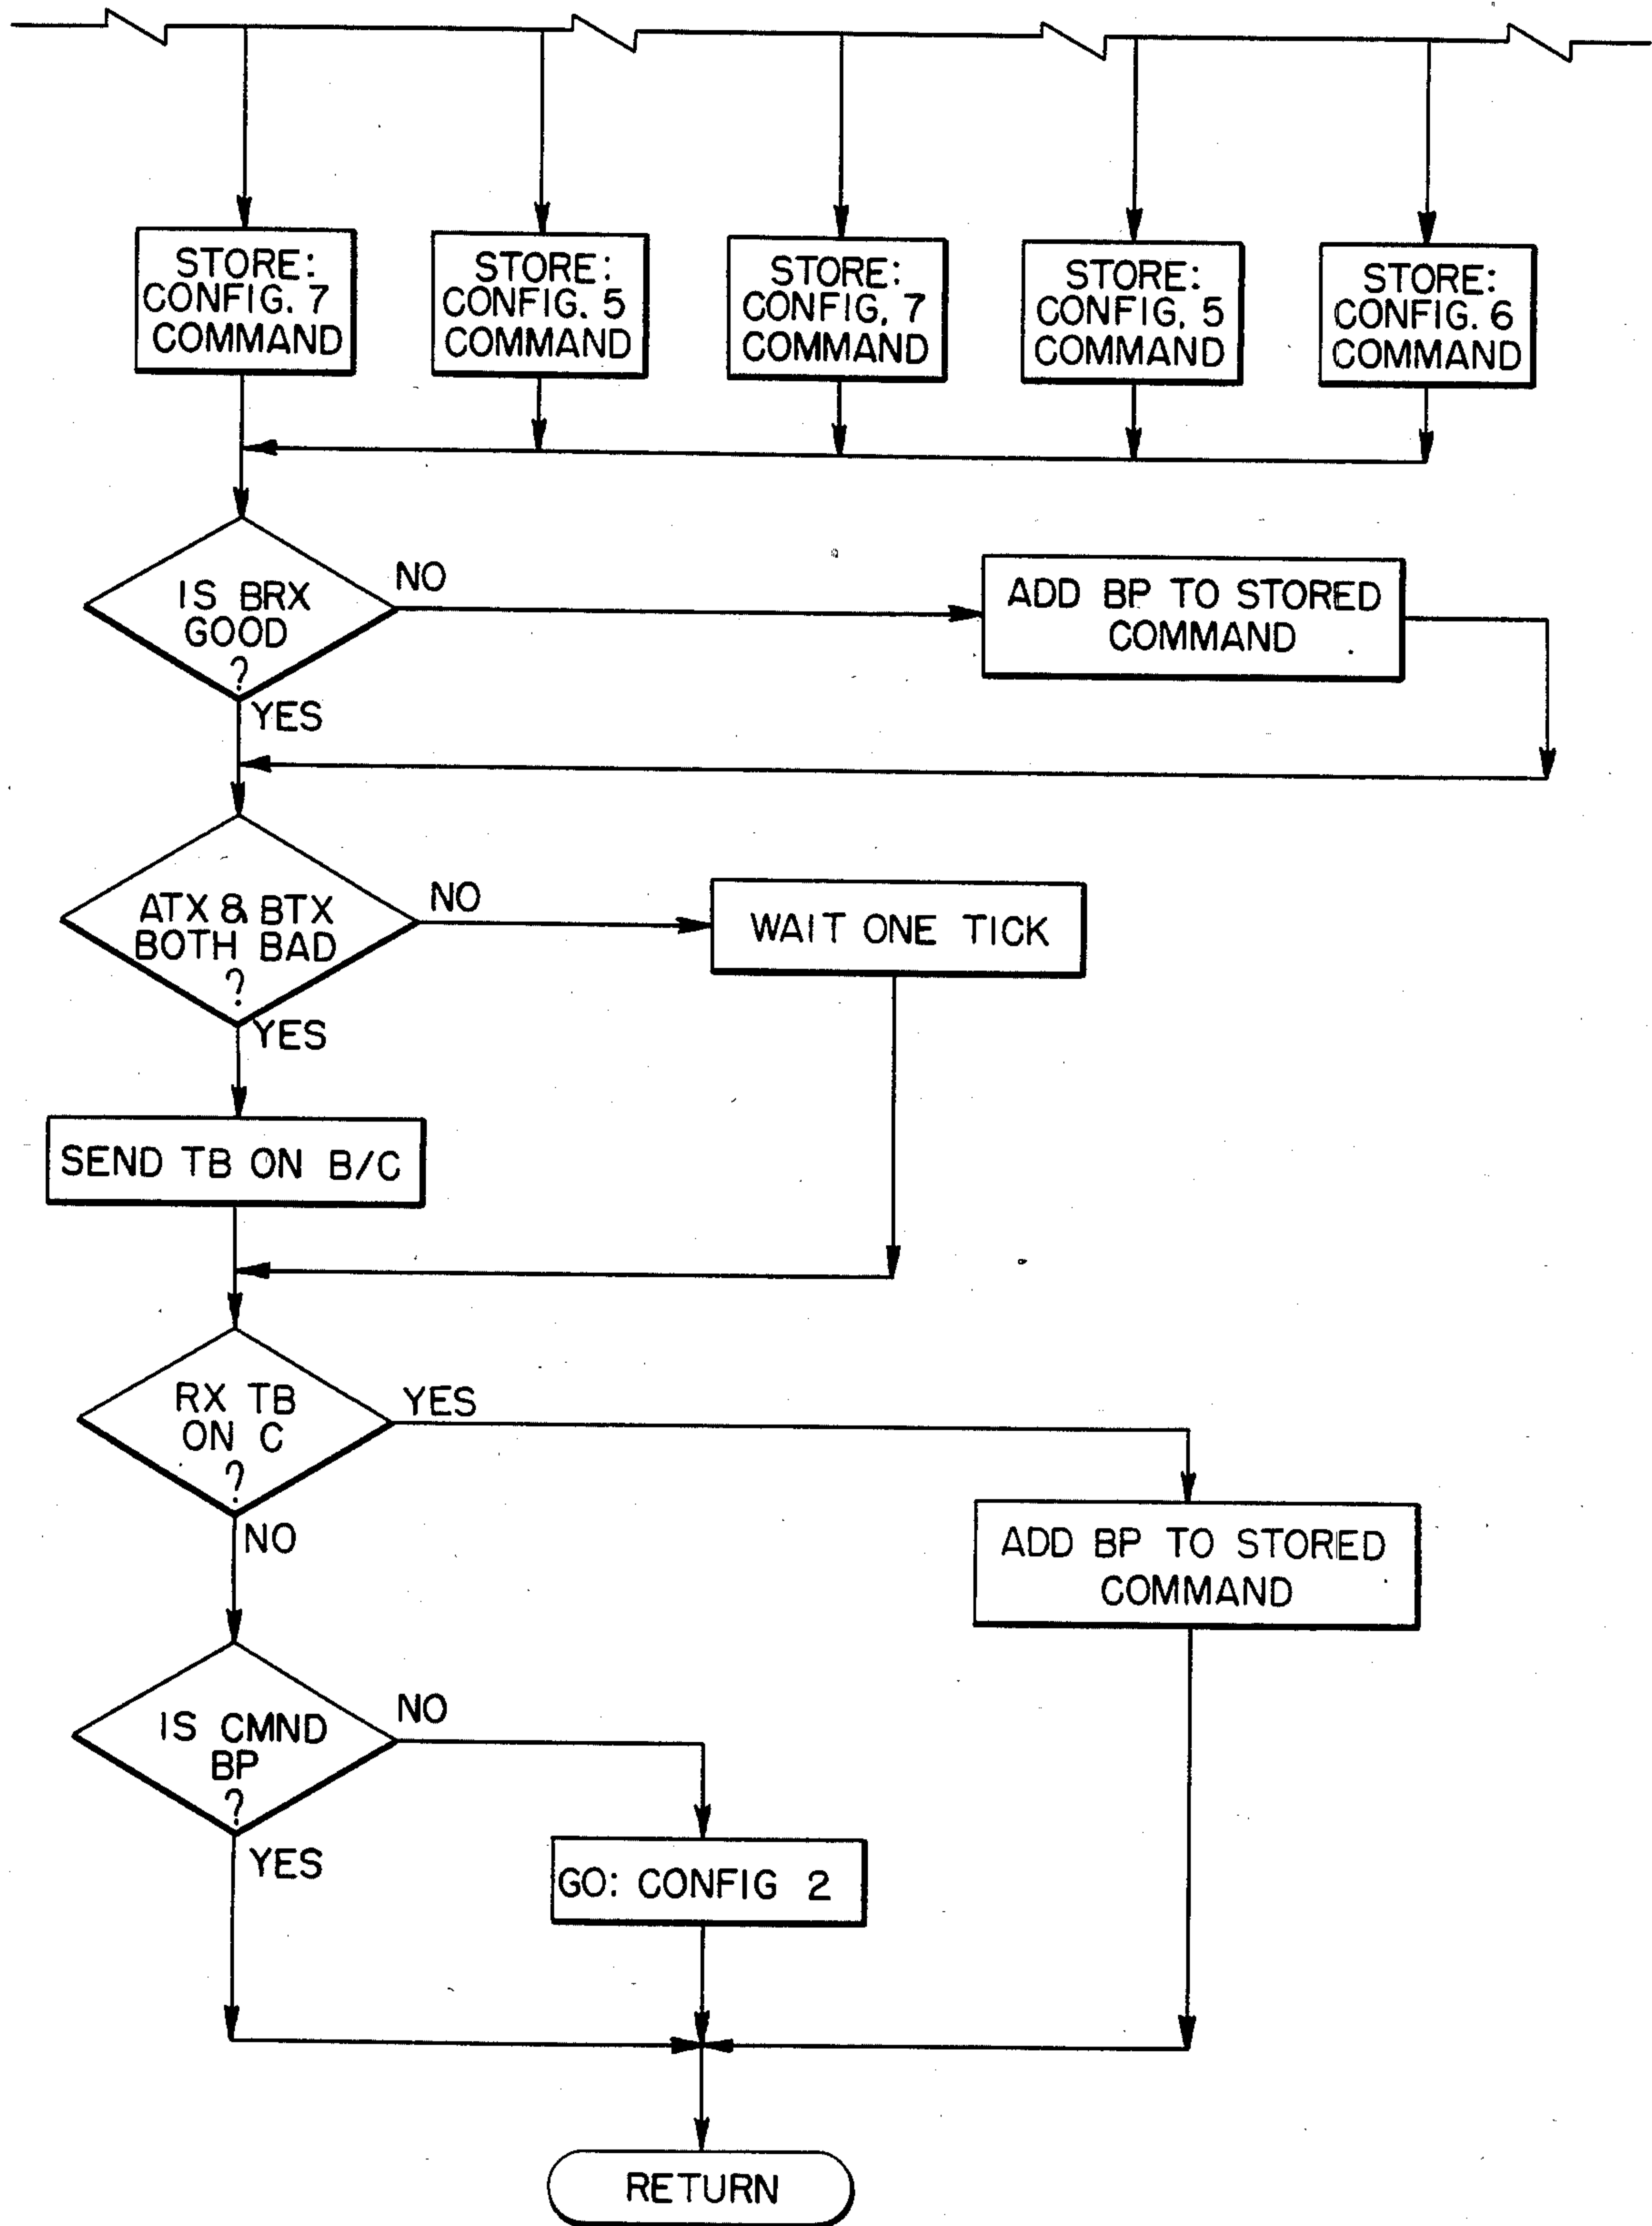 STORE:
CONFIG. 7
COMMAND
STORE:
CONFIG. 5
COMMAND
STORE:
CONFIG. 7
COMMAND
STORE:
CONFIG. 5
COMMAND
STORE:
CONFIG. 6
COMMAND
IS BRX
GOOD
?
NO
YES
ADD BP TO STORED
COMMAND
ATX & BTX
BOTH BAD
?
NO
YES
WAIT ONE TICK
SEND TB ON B/C
RX TB
ON C
?
YES
NO
ADD BP TO STORED
COMMAND
IS CMND
BP
?
NO
YES
GO: CONFIG 2
RETURN